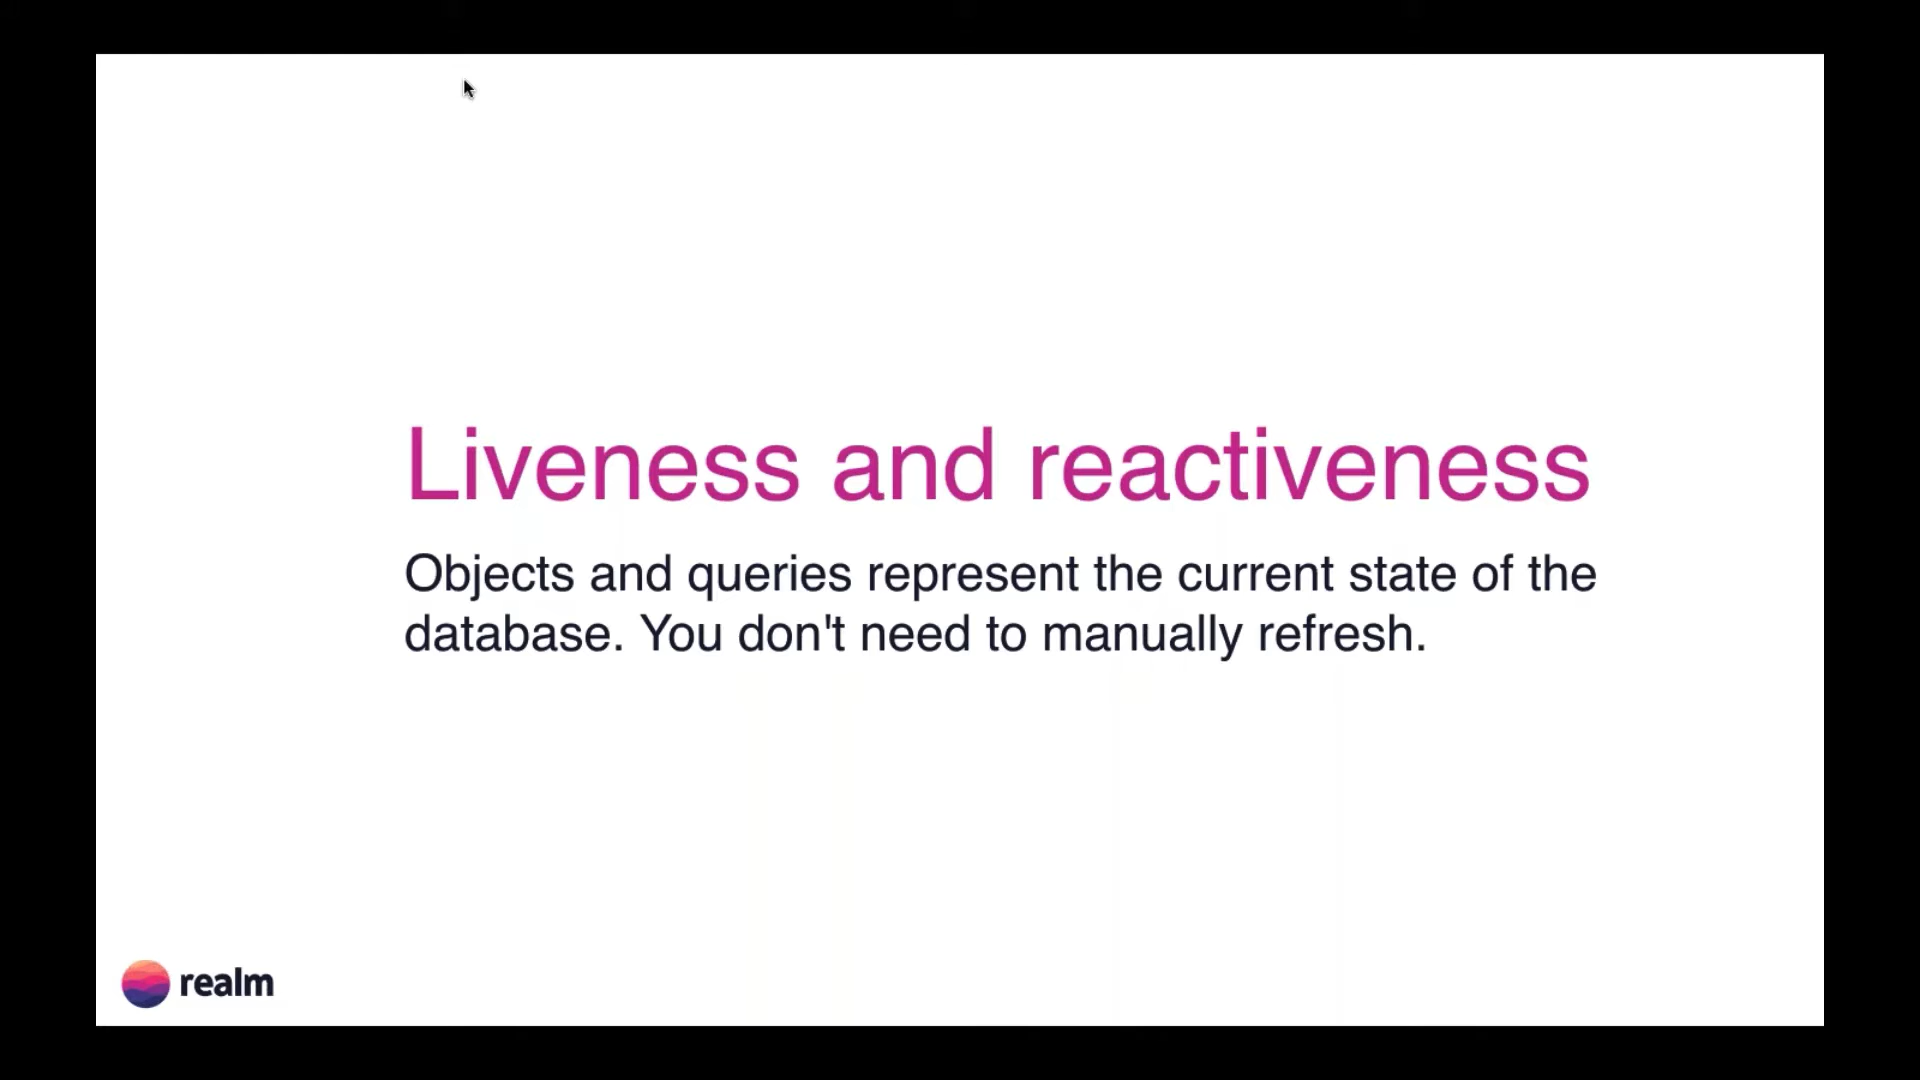 Liveness and reactiveness
Objects and queries represent the current state of the
database. You don't need to manually refresh.
realm